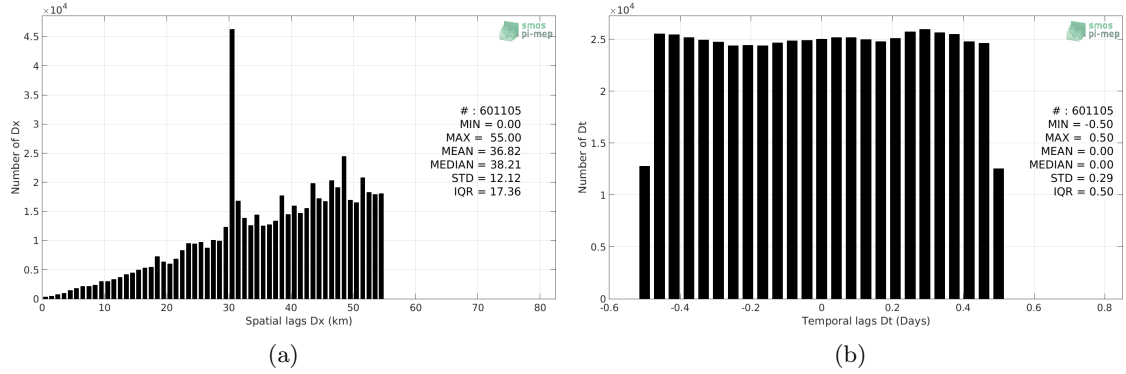 ×10⁴
4.5
4
3.5
3
2.5
2
1.5
1
0.5
0
Number of Dx
smos
pi-mep
# : 601105
MIN = 0.00
MAX = 55.00
MEAN = 36.82
MEDIAN = 38.21
STD = 12.12
IQR = 17.36
0 10 20 30 40 50 60 70 80
Spatial lags Dx (km)
(a)
×10⁴
2.5
2
1.5
1
0.5
0
Number of Dt
smos
pi-mep
# : 601105
MIN = -0.50
MAX = 0.50
MEAN = 0.00
MEDIAN = 0.00
STD = 0.29
IQR = 0.50
-0.6 -0.4 -0.2 0 0.2 0.4 0.6 0.8
Temporal lags Dt (Days)
(b)